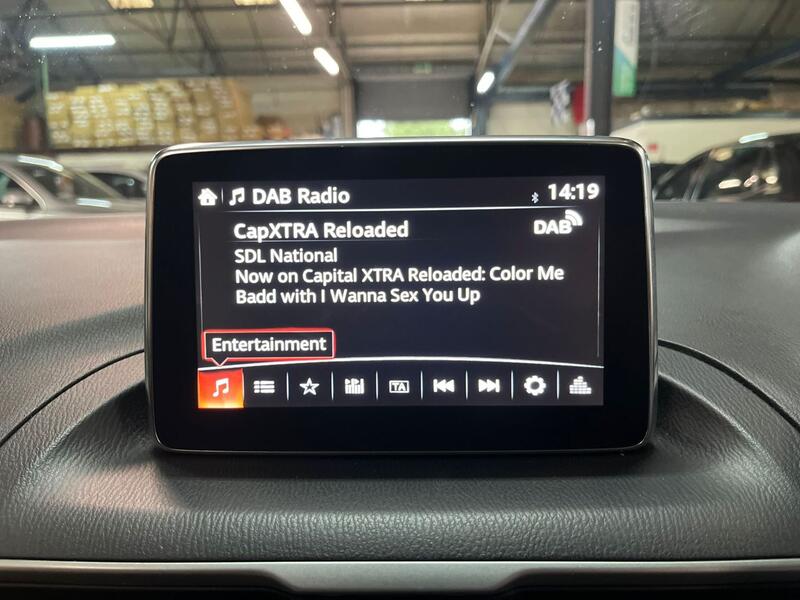 DAB Radio 14:19
CapXTRA Reloaded DAB
SDL National
Now on Capital XTRA Reloaded: Color Me
Badd with I Wanna Sex You Up
Entertainment
TA